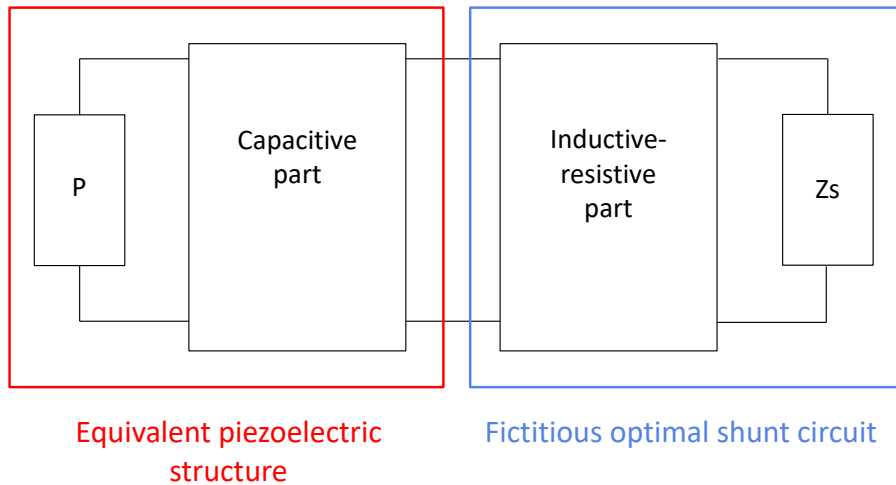 P
Capacitive
part
Inductive-
resistive
part
Zs
Equivalent piezoelectric
structure
Fictitious optimal shunt circuit